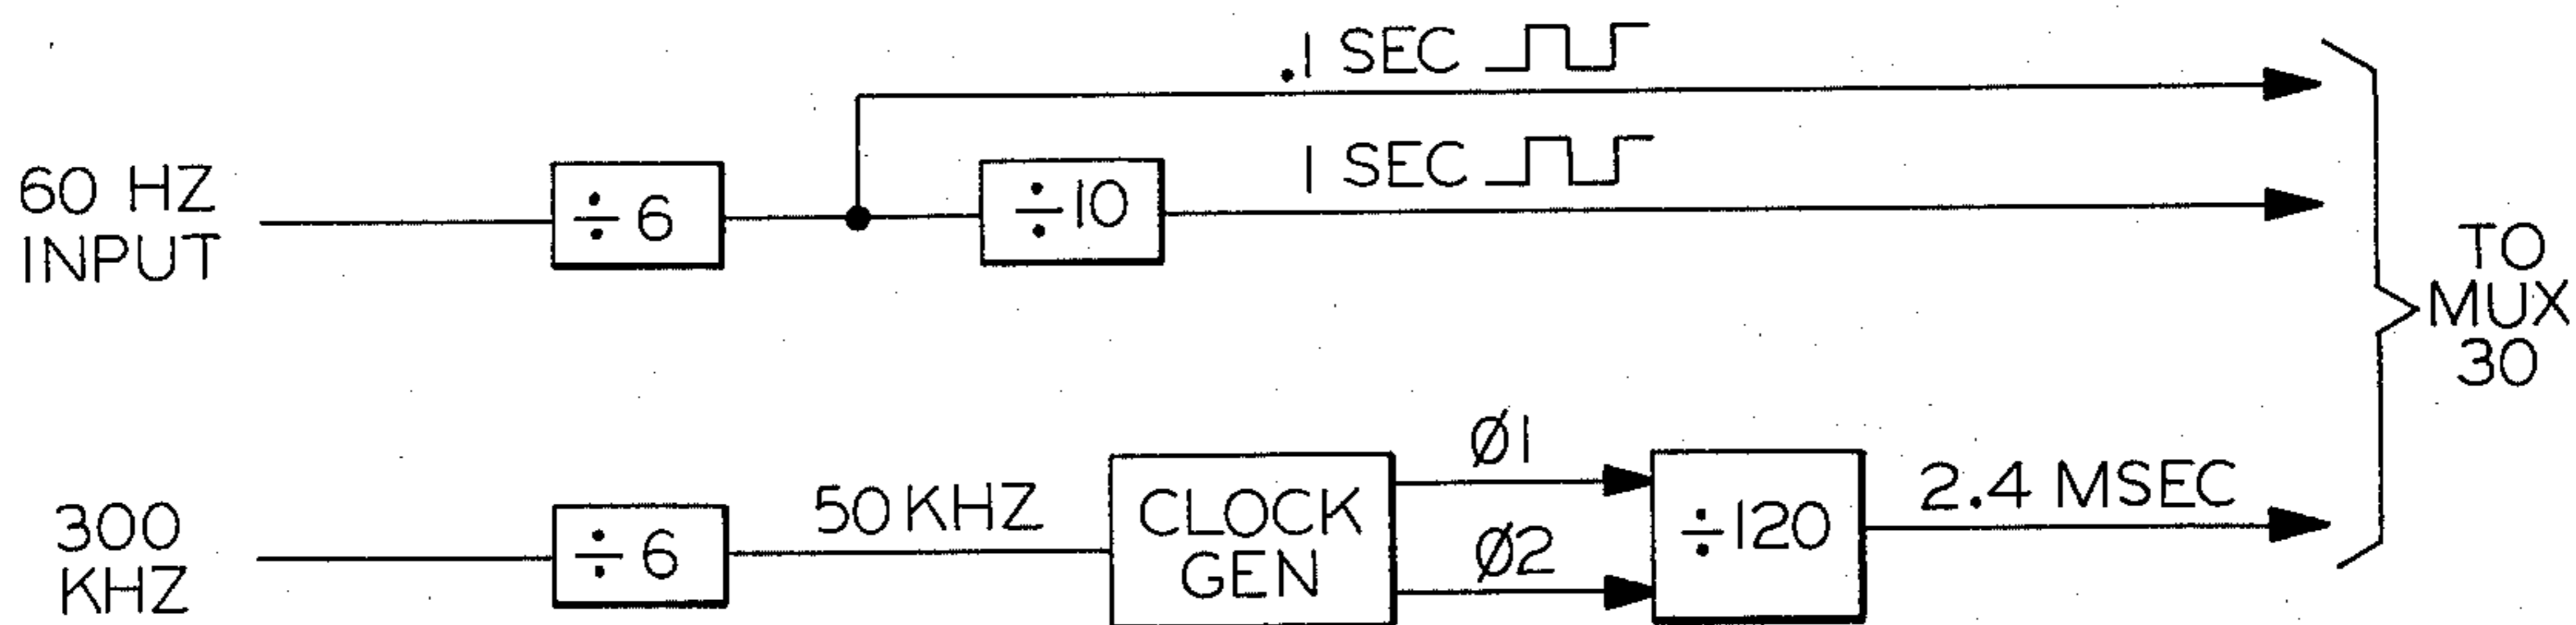 .1 SEC
60 HZ
INPUT
÷6
÷10
1 SEC
TO
MUX
30
300
KHZ
÷6
50 KHZ
CLOCK
GEN
Ø1
Ø2
÷120
2.4 MSEC